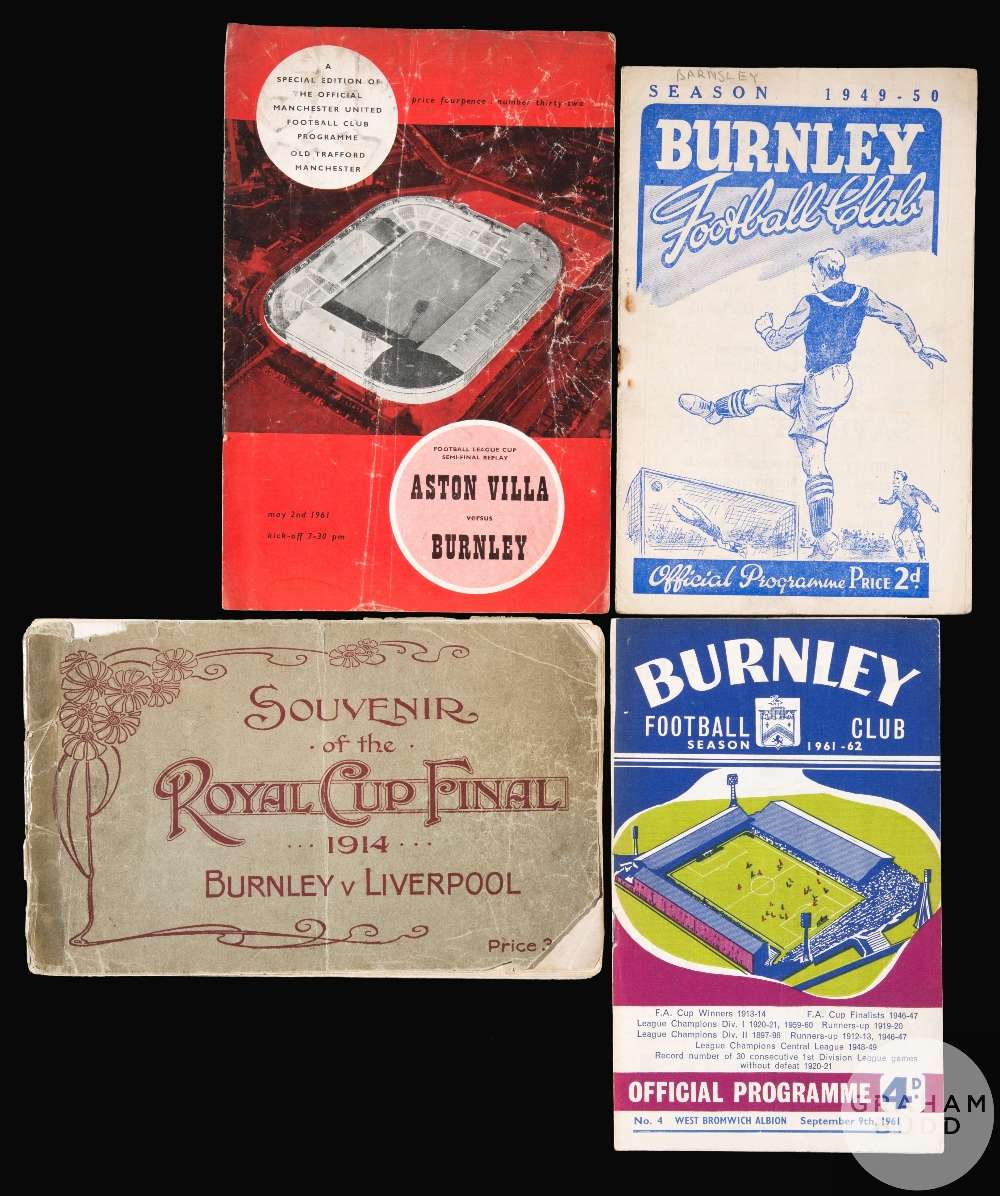 A
SPECIAL EDITION OF
THE OFFICIAL
MANCHESTER UNITED
FOOTBALL CLUB
PROGRAMME
OLD TRAFFORD
MANCHESTER
price fourpence : number thirty-two
FOOTBALL LEAGUE CUP
SEMI-FINAL REPLAY
ASTON VILLA
versus
BURNLEY
may 2nd 1961
kick-off 7-30 pm
BARNSLEY
SEASON 1949-50
BURNLEY
Football Club
Official Programme PRICE 2d.
SOUVENIR
· of the ·
ROYAL CUP FINAL
··· 1914 ···
BURNLEY V LIVERPOOL
Price 3
BURNLEY
FOOTBALL CLUB
SEASON 1961-62
F.A. Cup Winners 1913-14 F.A. Cup Finalists 1946-47
League Champions Div. I 1920-21, 1959-60 Runners-up 1919-20
League Champions Div. II 1897-98 Runners-up 1912-13, 1946-47
League Champions Central League 1948-49
Record number of 30 consecutive 1st Division League games
without defeat 1920-21
OFFICIAL PROGRAMME 4D.
No. 4 WEST BROMWICH ALBION September 9th, 1961
GRAHAM
BUDD